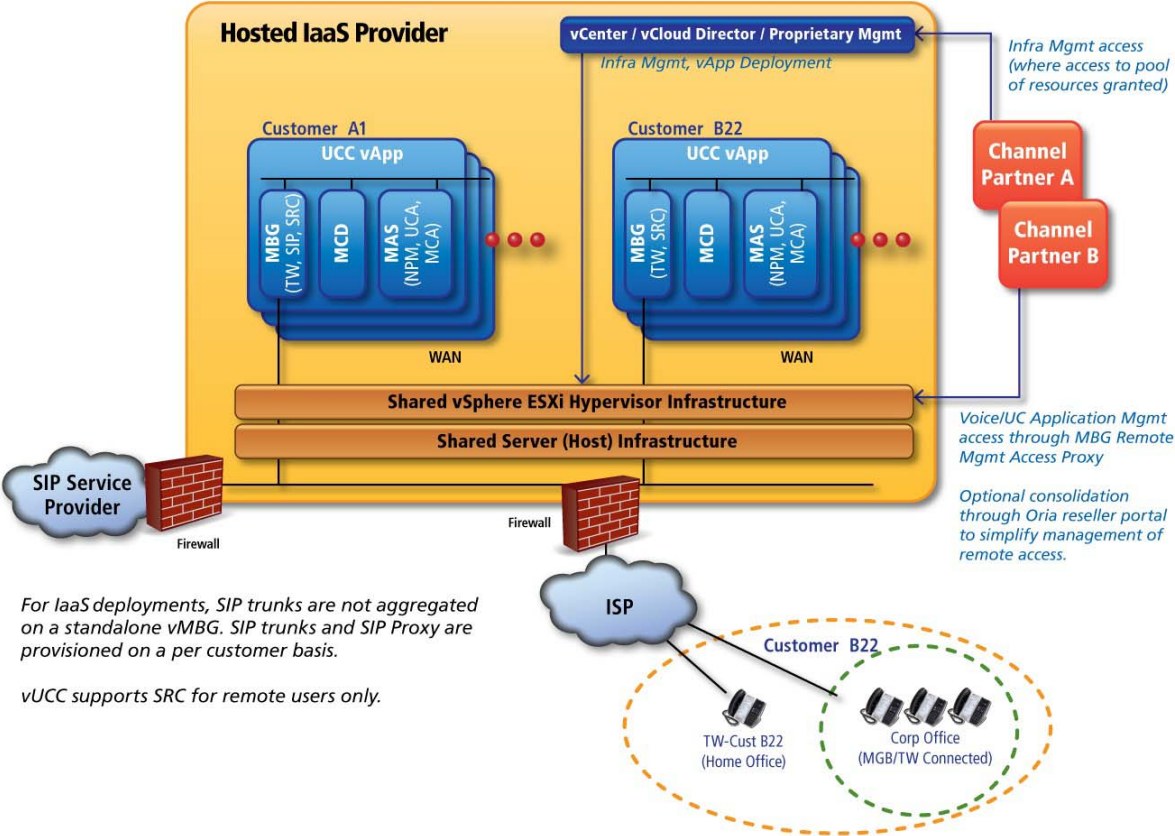 Hosted IaaS Provider
vCenter / vCloud Director / Proprietary Mgmt
Infra Mgmt, vApp Deployment
Infra Mgmt access
(where access to pool
of resources granted)
Customer A1
UCC vApp
MBG
(TW, SIP, SRC)
MCD
MAS
(NPM, UCA,
MCA)
WAN
Customer B22
UCC vApp
MBG
(TW, SRC)
MCD
MAS
(NPM, UCA,
MCA)
WAN
Channel
Partner A
Channel
Partner B
Shared vSphere ESXi Hypervisor Infrastructure
Shared Server (Host) Infrastructure
Voice/UC Application Mgmt
access through MBG Remote
Mgmt Access Proxy
Optional consolidation
through Oria reseller portal
to simplify management of
remote access.
SIP Service
Provider
Firewall
Firewall
ISP
For IaaS deployments, SIP trunks are not aggregated
on a standalone vMBG. SIP trunks and SIP Proxy are
provisioned on a per customer basis.
vUCC supports SRC for remote users only.
Customer B22
TW-Cust B22
(Home Office)
Corp Office
(MGB/TW Connected)